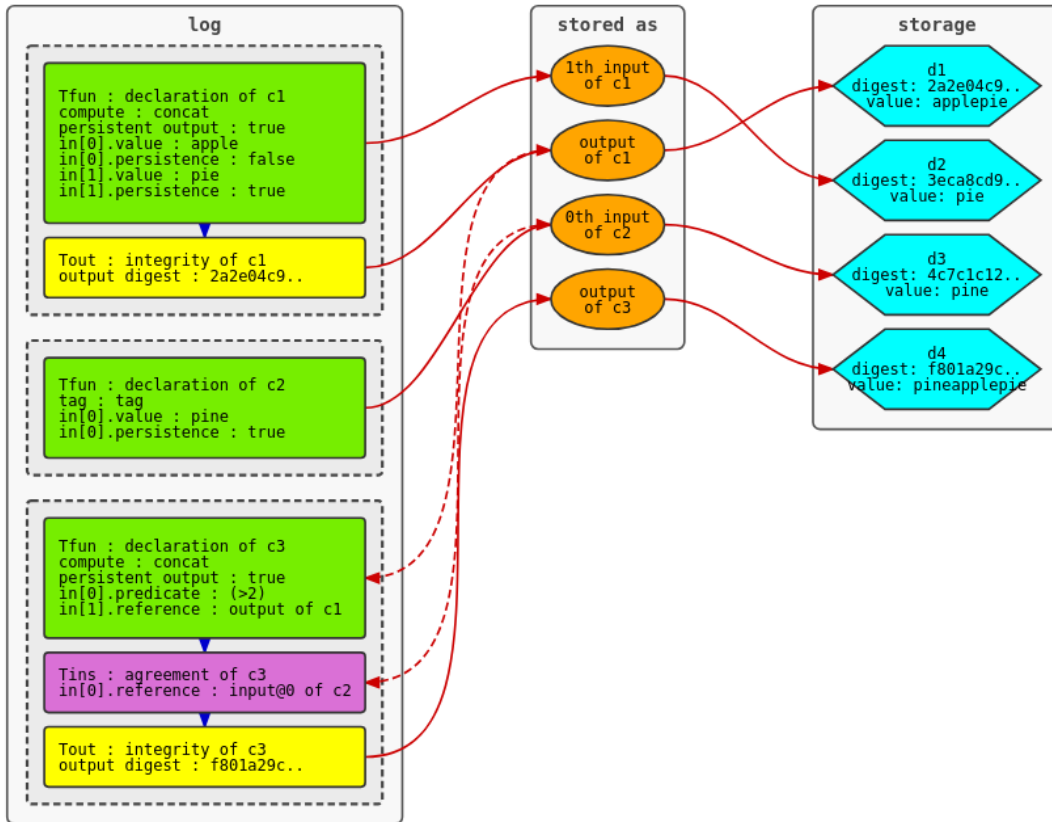 log
Tfun : declaration of c1
compute : concat
persistent output : true
in[0].value : apple
in[0].persistence : false
in[1].value : pie
in[1].persistence : true
Tout : integrity of c1
output digest : 2a2e04c9..
Tfun : declaration of c2
tag : tag
in[0].value : pine
in[0].persistence : true
Tfun : declaration of c3
compute : concat
persistent output : true
in[0].predicate : (>2)
in[1].reference : output of c1
Tins : agreement of c3
in[0].reference : input@0 of c2
Tout : integrity of c3
output digest : f801a29c..
stored as
1th input
of c1
output
of c1
0th input
of c2
output
of c3
storage
d1
digest: 2a2e04c9..
value: applepie
d2
digest: 3eca8cd9..
value: pie
d3
digest: 4c7c1c12..
value: pine
d4
digest: f801a29c..
value: pineapplepie